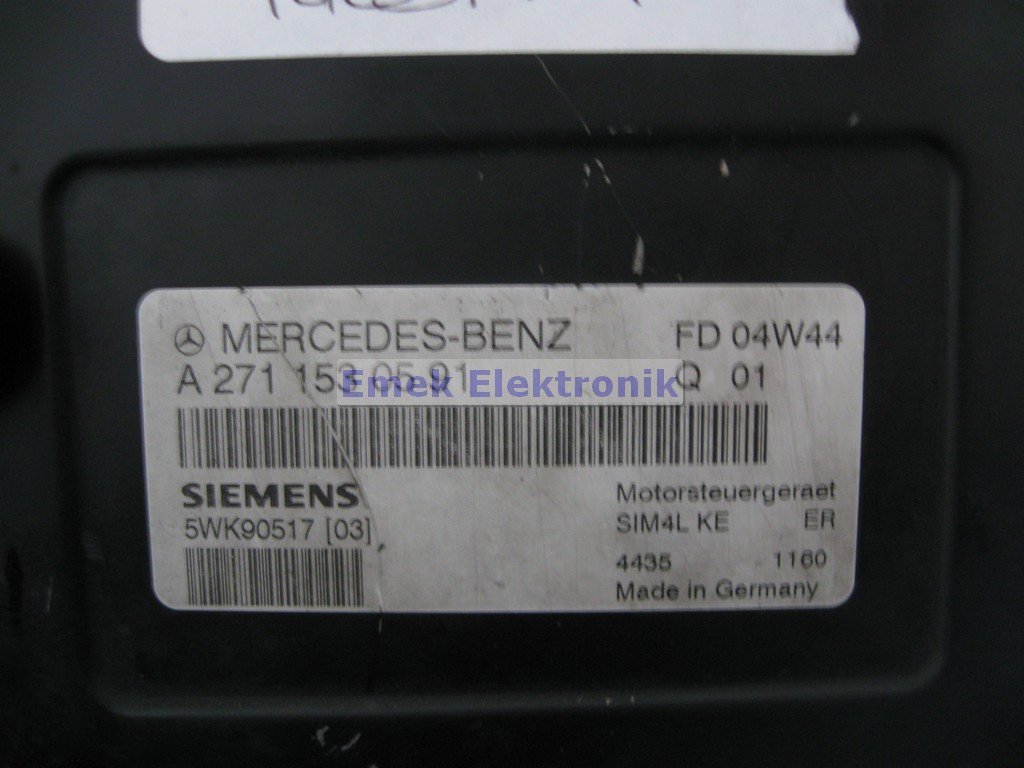 MERCEDES-BENZ FD 04W44
A 271 153 05 91 Q 01
Emek Elektronik
SIEMENS Motorsteuergeraet
5WK90517 [03] SIM4L KE ER
4435 1160
Made in Germany